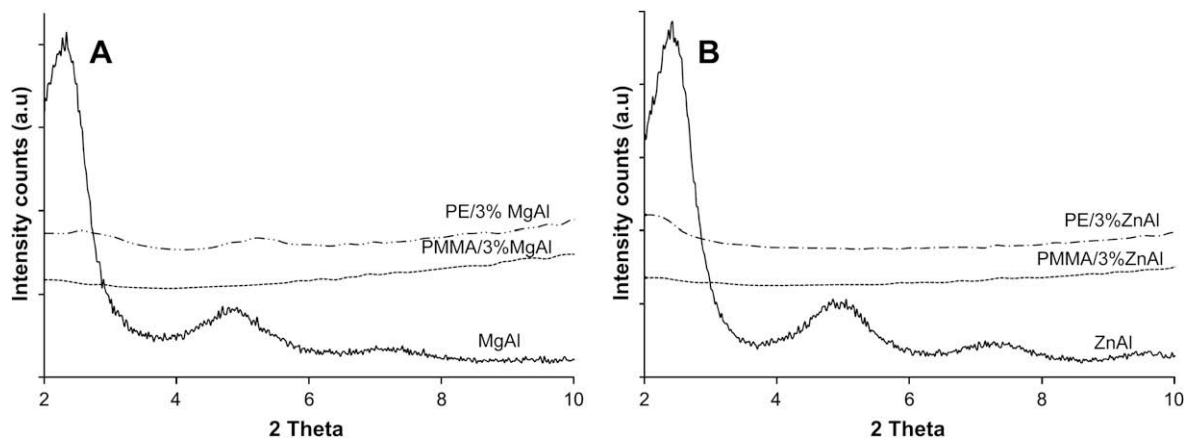 A
Intensity counts (a.u)
PE/3% MgAl
PMMA/3%MgAl
MgAl
2 4 6 8 10
2 Theta
B
Intensity counts (a.u)
PE/3%ZnAl
PMMA/3%ZnAl
ZnAl
2 4 6 8 10
2 Theta